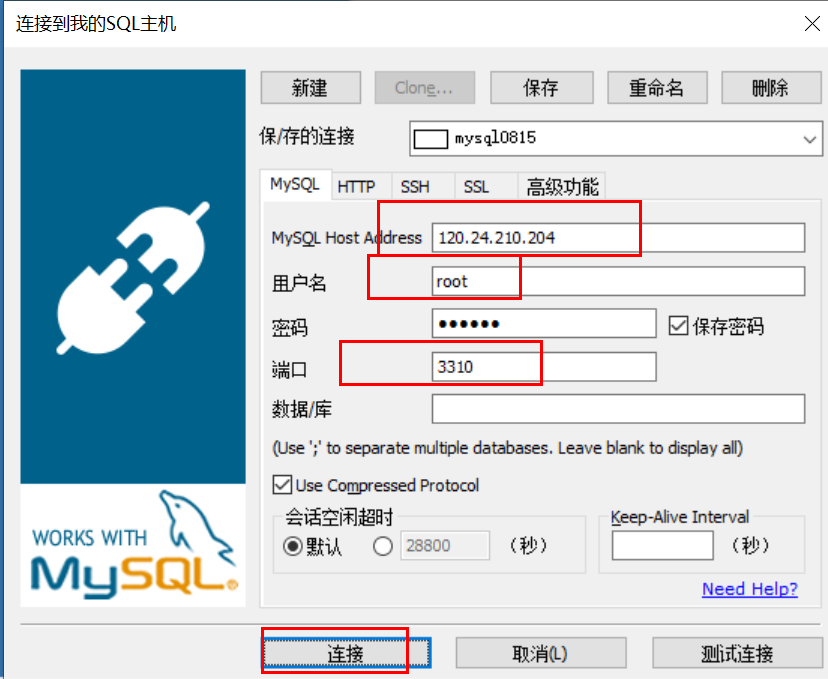 连接到我的SQL主机
新建 Clone... 保存 重命名 删除
保/存的连接 mysql0815
MySQL HTTP SSH SSL 高级功能
MySQL Host Address 120.24.210.204
用户名 root
密码 •••••• 保存密码
端口 3310
数据/库
(Use ';' to separate multiple databases. Leave blank to display all)
Use Compressed Protocol
会话空闲超时 Keep-Alive Interval
默认 28800 (秒) (秒)
WORKS WITH
MySQL®
Need Help?
连接 取消(L) 测试连接